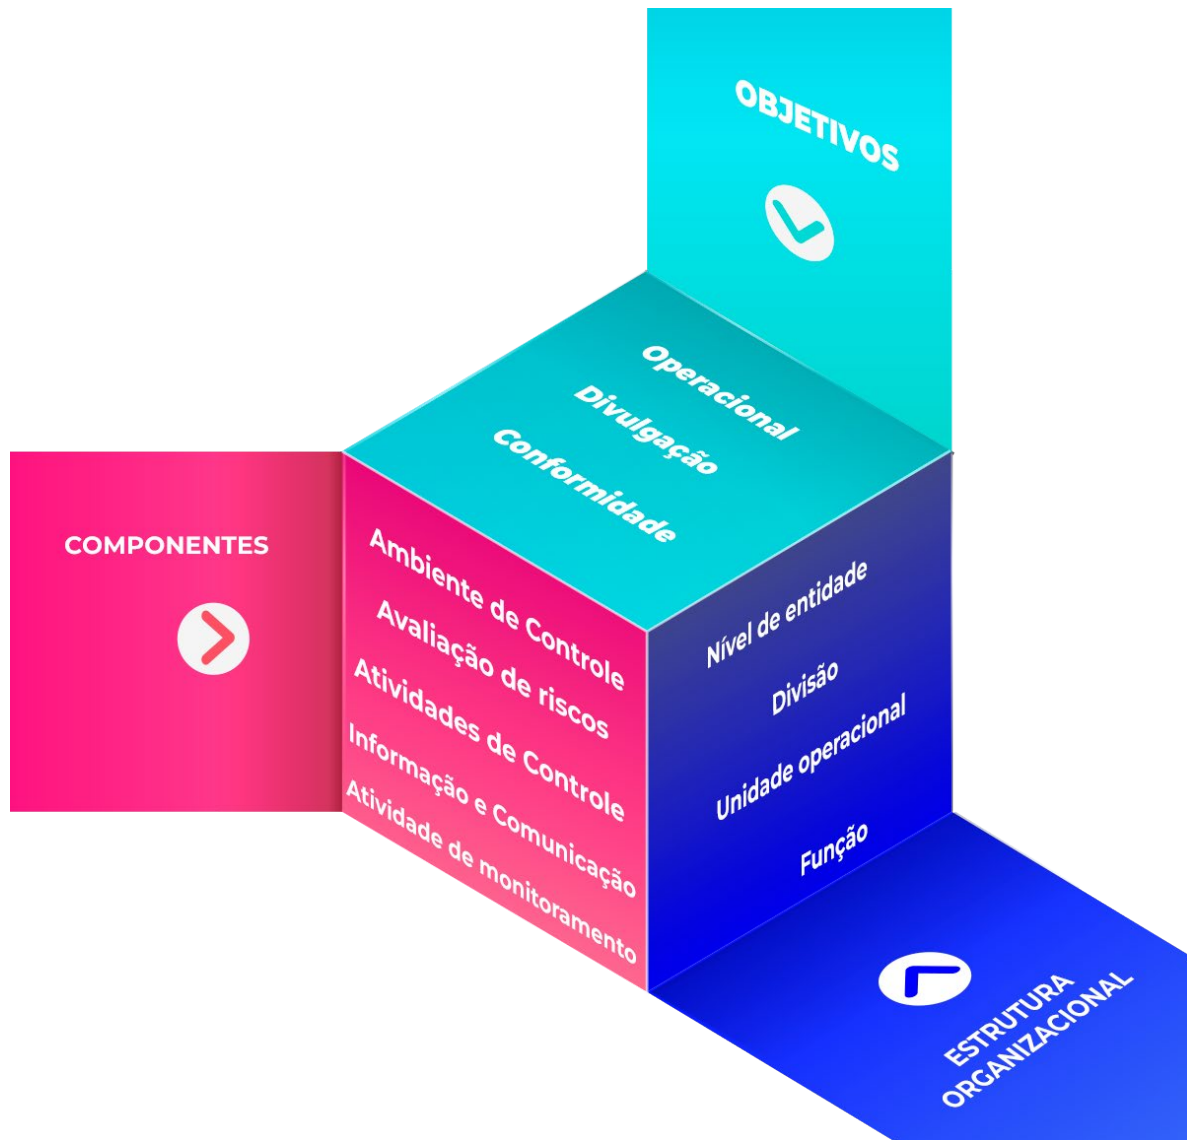 OBJETIVOS
Operacional
Divulgação
Conformidade
COMPONENTES
Ambiente de Controle
Avaliação de riscos
Atividades de Controle
Informação e Comunicação
Atividade de monitoramento
Nível de entidade
Divisão
Unidade operacional
Função
ESTRUTURA
ORGANIZACIONAL